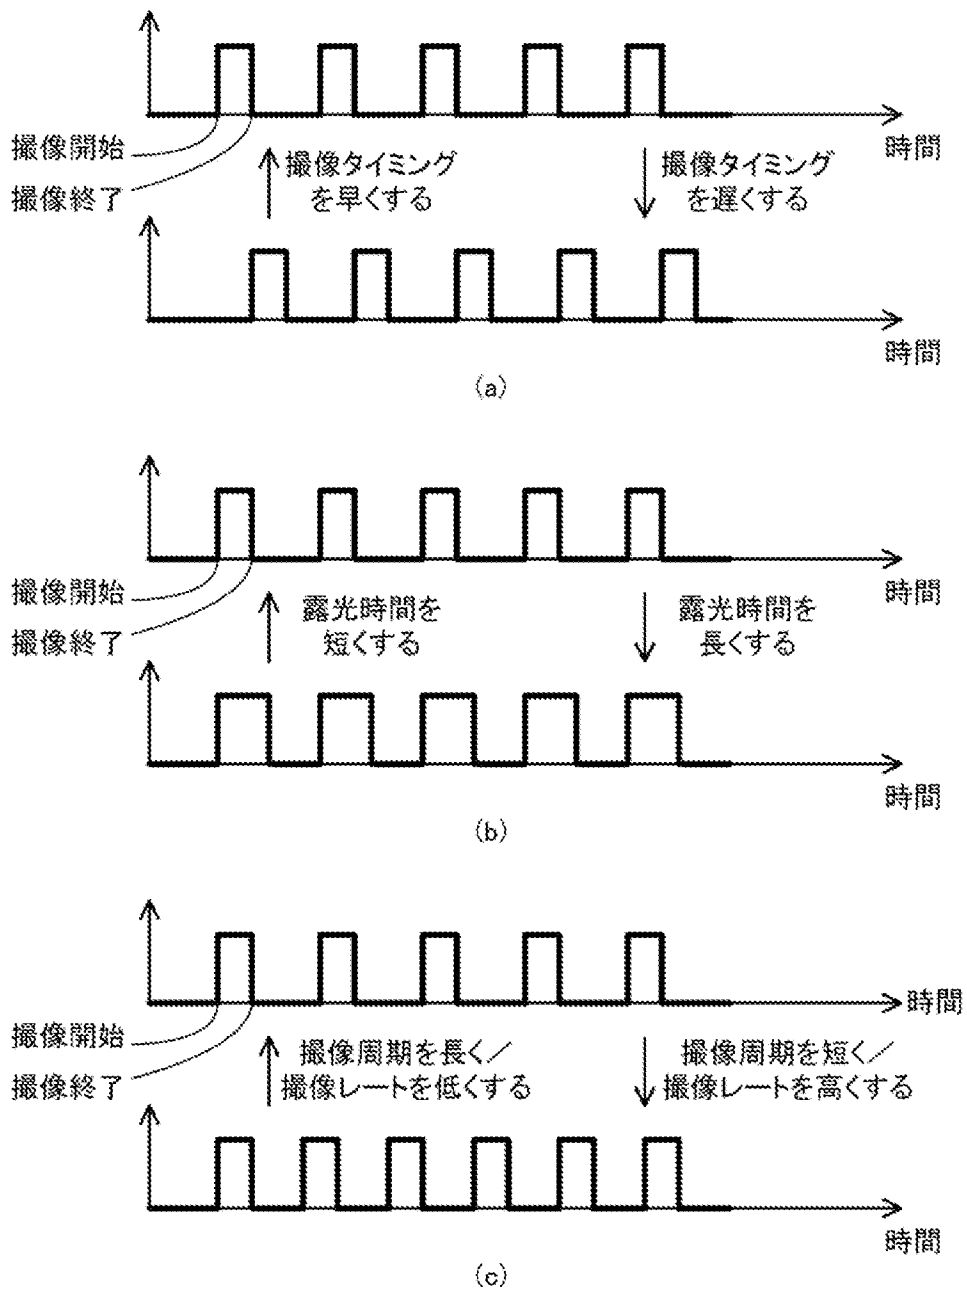 時間
撮像開始
撮像終了
撮像タイミング
を早くする
撮像タイミング
を遅くする
時間
(a)
時間
撮像開始
撮像終了
露光時間を
短くする
露光時間を
長くする
時間
(b)
時間
撮像開始
撮像終了
撮像周期を長く／
撮像レートを低くする
撮像周期を短く／
撮像レートを高くする
時間
(c)